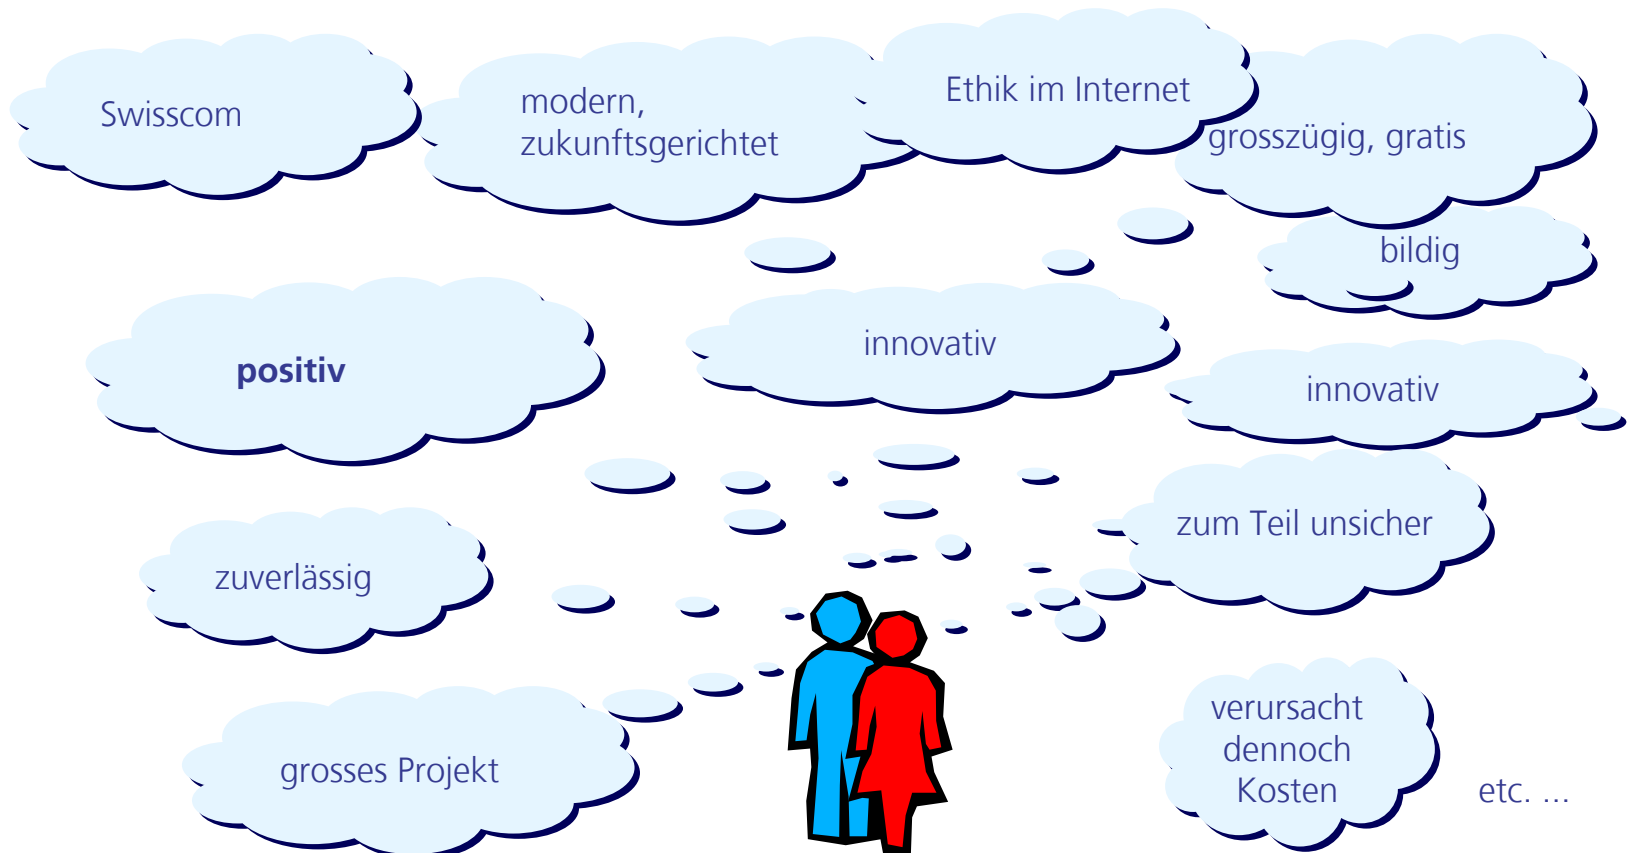 Swisscom
modern,
zukunftsgerichtet
Ethik im Internet
grosszügig, gratis
bildig
positiv
innovativ
innovativ
zum Teil unsicher
zuverlässig
grosses Projekt
verursacht
dennoch
Kosten
etc. ...